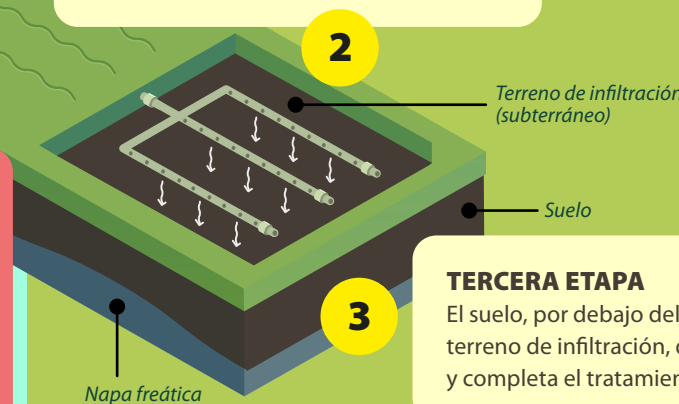 2
Terreno de infiltración
(subterráneo)
Suelo
3
TERCERA ETAPA
El suelo, por debajo del
terreno de infiltración,
y completa el
Napa freática